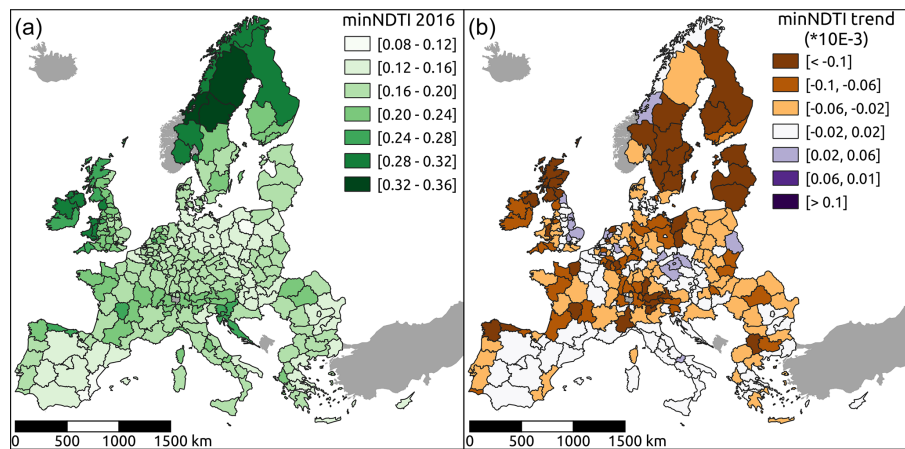 (a)
minNDTI 2016
[0.08 - 0.12]
[0.12 - 0.16]
[0.16 - 0.20]
[0.20 - 0.24]
[0.24 - 0.28]
[0.28 - 0.32]
[0.32 - 0.36]
0 500 1000 1500 km
(b)
minNDTI trend
(*10E-3)
[< -0.1]
[-0.1, -0.06]
[-0.06, -0.02]
[-0.02, 0.02]
[0.02, 0.06]
[0.06, 0.01]
[> 0.1]
0 500 1000 1500 km